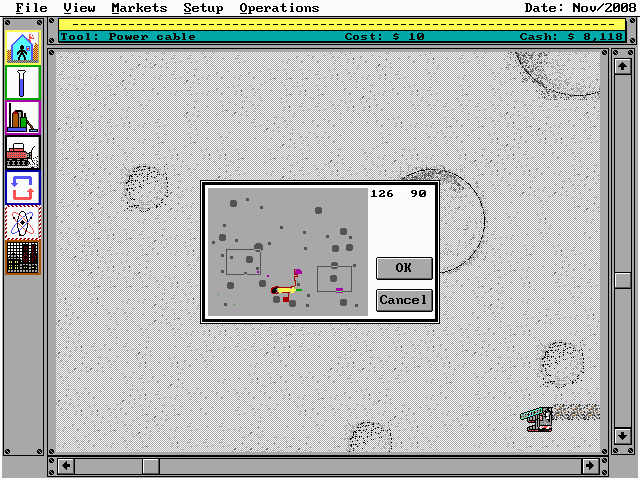 File View Markets Setup Operations Date: Nov/2008
Tool: Power cable Cost: $ 10 Cash: $ 8,118
126 90
OK
Cancel